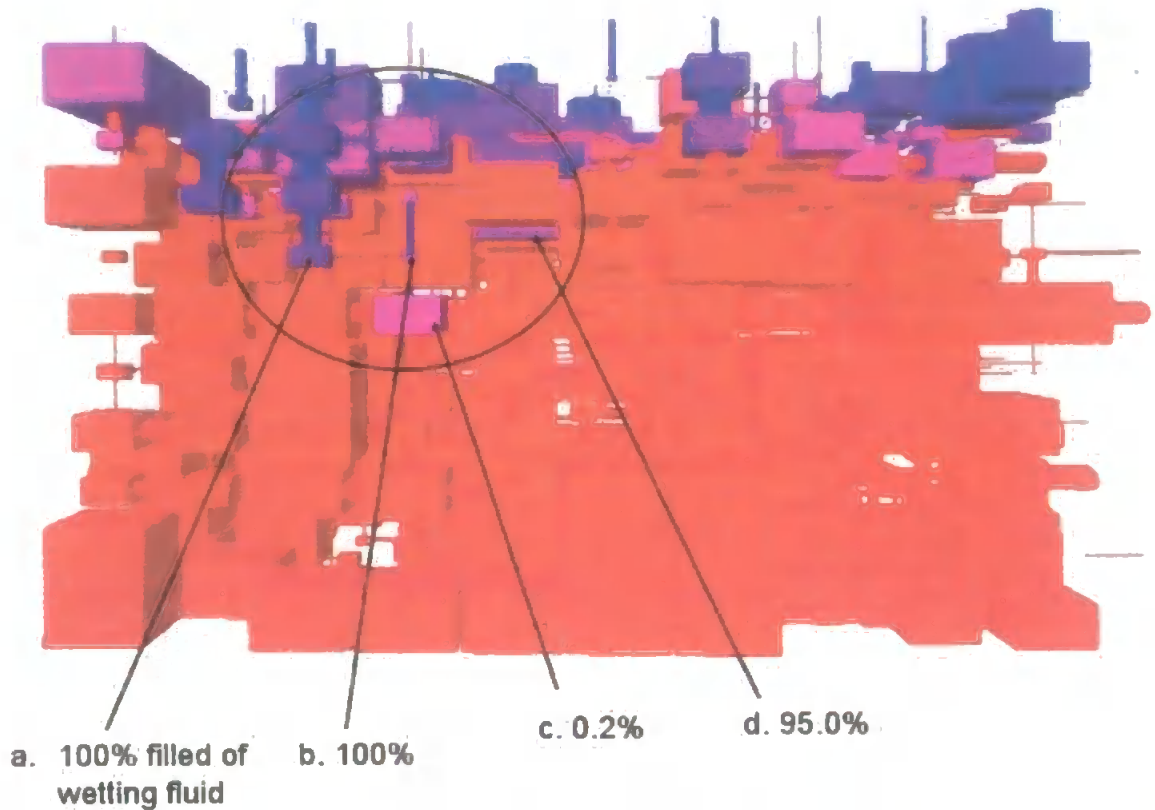 a. 100% filled of
wetting fluid
b. 100%
c. 0.2%
d. 95.0%